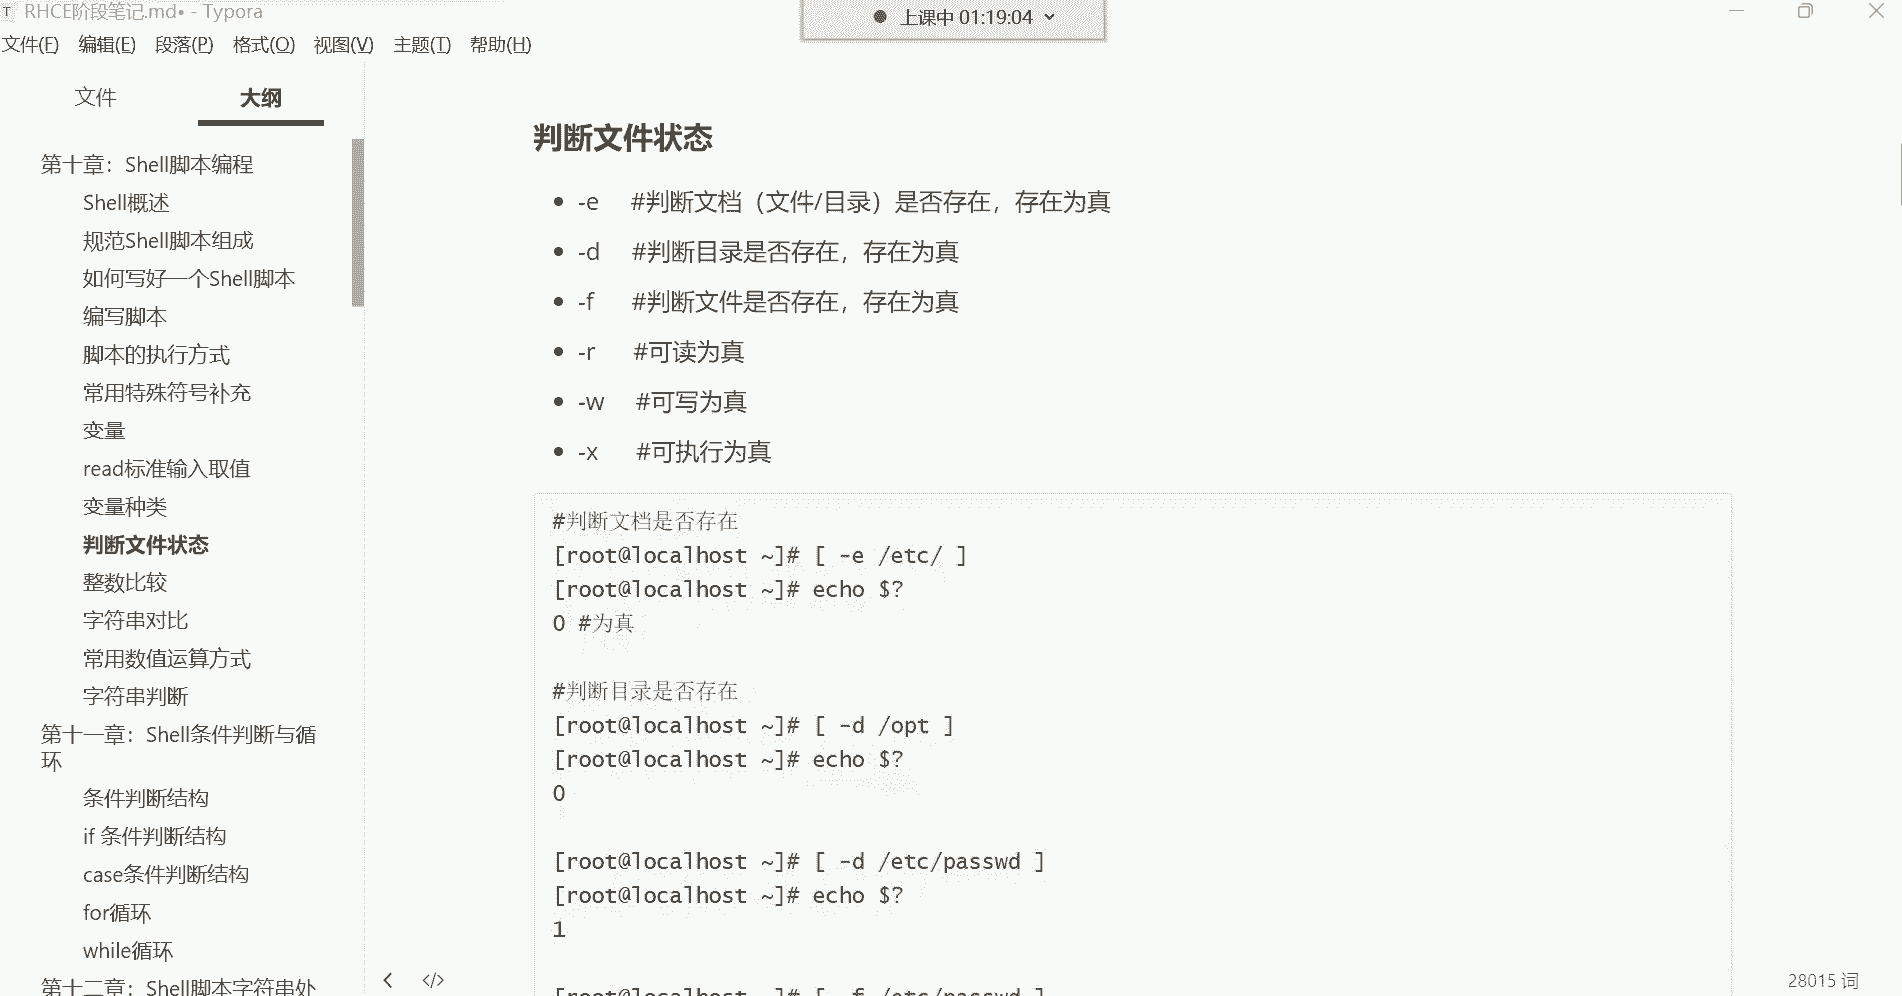 RHCE阶段笔记.md• - Typora
上课中 01:19:04
文件(F) 编辑(E) 段落(P) 格式(O) 视图(V) 主题(T) 帮助(H)
文件 大纲
第十章：Shell脚本编程
Shell概述
规范Shell脚本组成
如何写好一个Shell脚本
编写脚本
脚本的执行方式
常用特殊符号补充
变量
read标准输入取值
变量种类
判断文件状态
整数比较
字符串对比
常用数值运算方式
字符串判断
第十一章：Shell条件判断与循
环
条件判断结构
if 条件判断结构
case条件判断结构
for循环
while循环
第十二章：Shell脚本字符串处
判断文件状态
-e #判断文档（文件/目录）是否存在，存在为真
-d #判断目录是否存在，存在为真
-f #判断文件是否存在，存在为真
-r #可读为真
-w #可写为真
-x #可执行为真
#判断文档是否存在
[root@localhost ~]# [ -e /etc/ ]
[root@localhost ~]# echo $?
0 #为真
#判断目录是否存在
[root@localhost ~]# [ -d /opt ]
[root@localhost ~]# echo $?
0
[root@localhost ~]# [ -d /etc/passwd ]
[root@localhost ~]# echo $?
1
[root@localhost ~]# [ -f /etc/passwd ]
28015 词